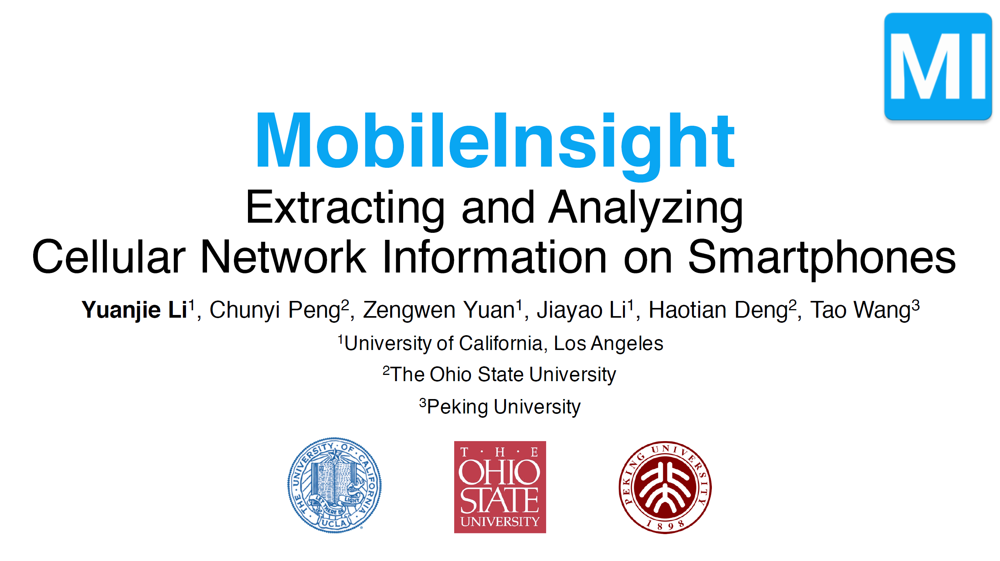 MI
MobileInsight
Extracting and Analyzing
Cellular Network Information on Smartphones
Yuanjie Li¹, Chunyi Peng², Zengwen Yuan¹, Jiayao Li¹, Haotian Deng², Tao Wang³
¹University of California, Los Angeles
²The Ohio State University
³Peking University
THE · UNIVERSITY · OF · CALIFORNIA ·
A
LET THERE BE LIGHT
UCLA
®
T · H · E
OHIO
STATE
UNIVERSITY
PEKING UNIVERSITY
1898